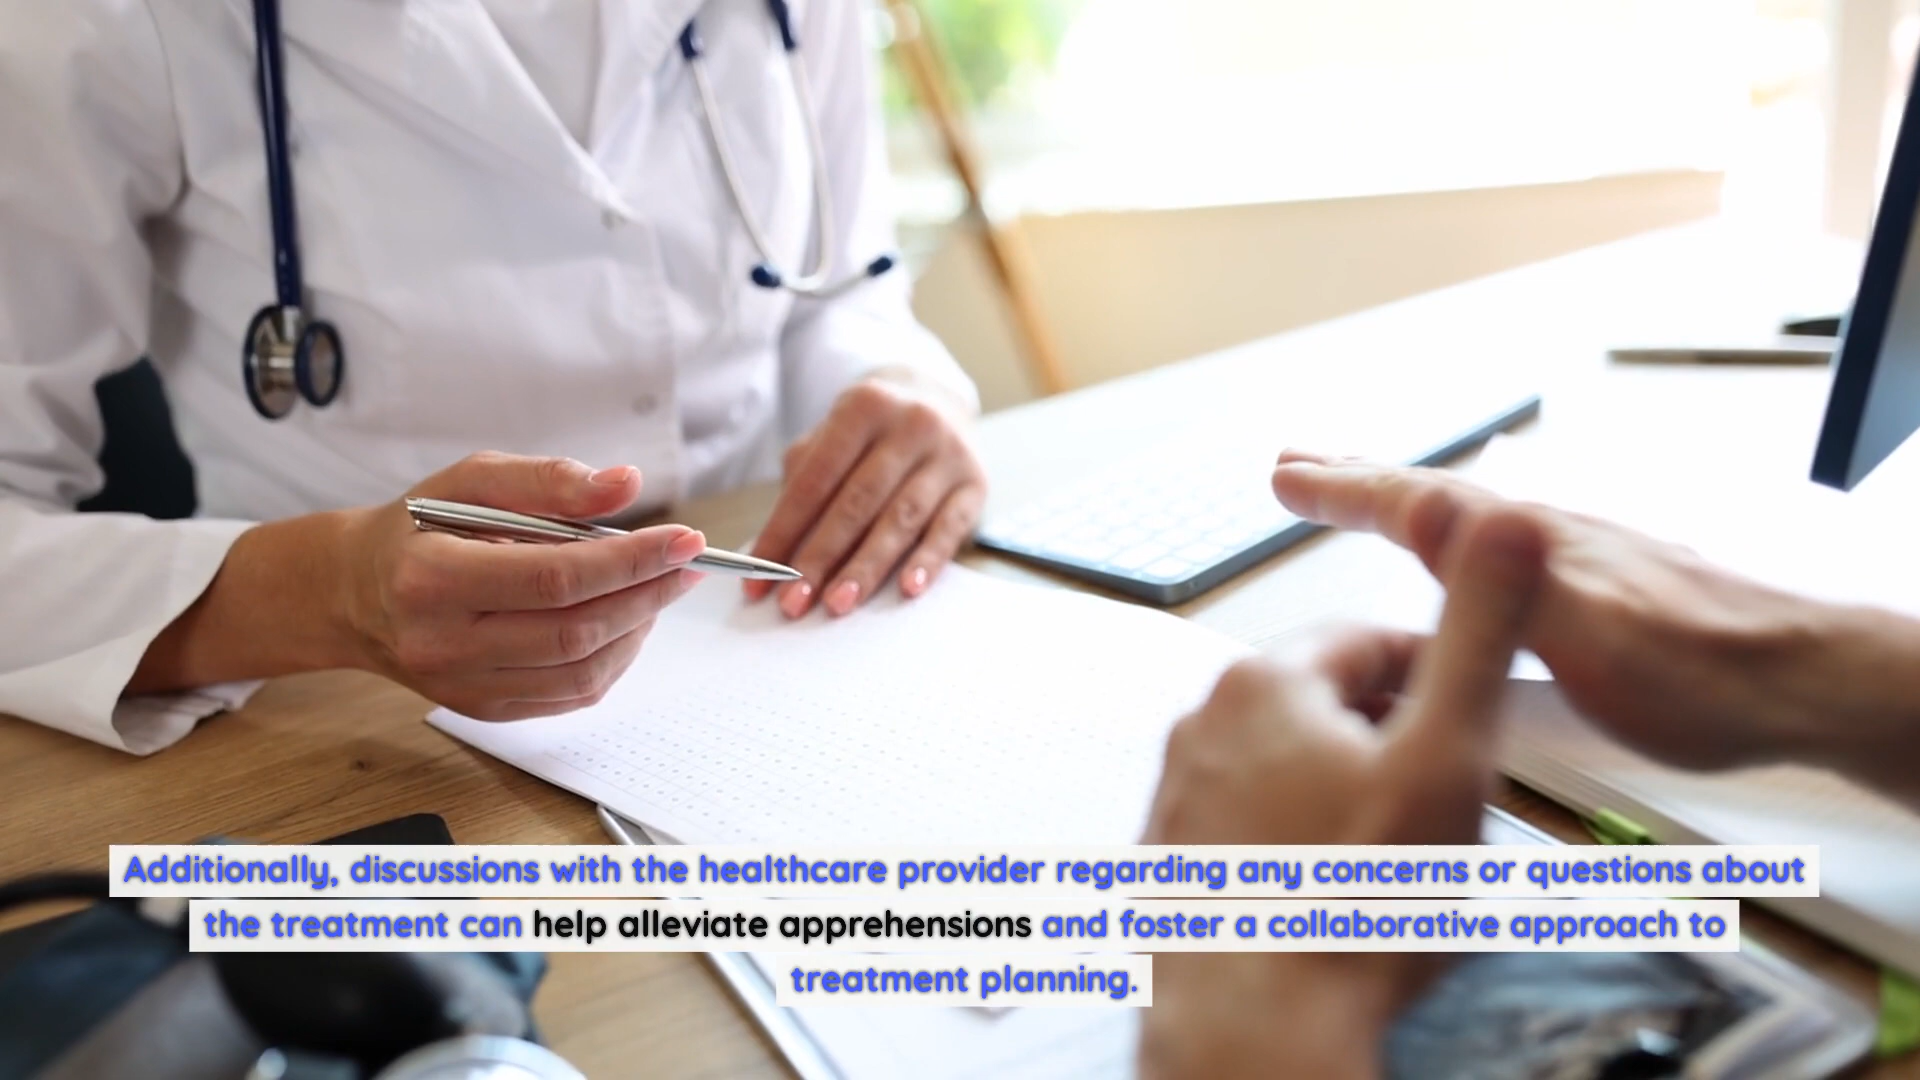 Additionally, discussions with the healthcare provider regarding any concerns or questions about
the treatment can help alleviate apprehensions and foster a collaborative approach to
treatment planning.